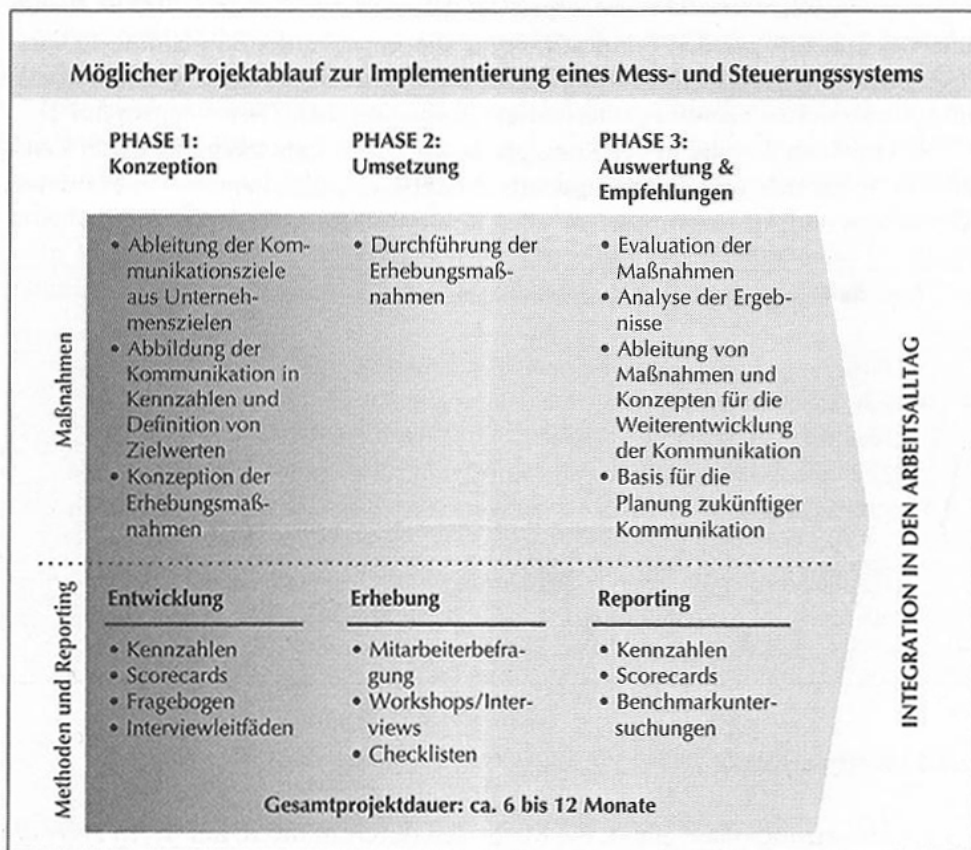 Möglicher Projektablauf zur Implementierung eines Mess- und Steuerungssystems
PHASE 1:
Konzeption
PHASE 2:
Umsetzung
PHASE 3:
Auswertung &
Empfehlungen
Maßnahmen
• Ableitung der Kom-
munikationsziele
aus Unterneh-
menszielen
• Abbildung der
Kommunikation in
Kennzahlen und
Definition von
Zielwerten
• Konzeption der
Erhebungsmaß-
nahmen
• Durchführung der
Erhebungsmaß-
nahmen
• Evaluation der
Maßnahmen
• Analyse der Ergeb-
nisse
• Ableitung von
Maßnahmen und
Konzepten für die
Weiterentwicklung
der Kommunikation
• Basis für die
Planung zukünftiger
Kommunikation
Methoden und Reporting
Entwicklung
• Kennzahlen
• Scorecards
• Fragebogen
• Interviewleitfäden
Erhebung
• Mitarbeiterbefra-
gung
• Workshops/Inter-
views
• Checklisten
Reporting
• Kennzahlen
• Scorecards
• Benchmarkunter-
suchungen
Gesamtprojektdauer: ca. 6 bis 12 Monate
INTEGRATION IN DEN ARBEITSALLTAG